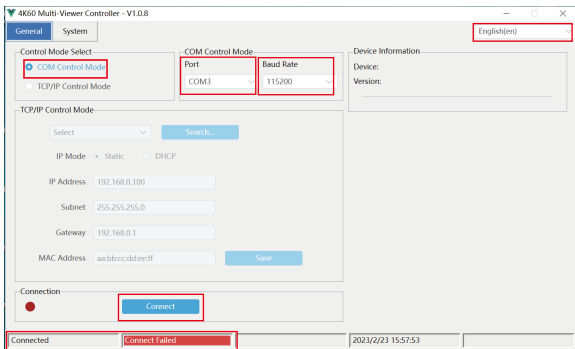 4K60 Multi-Viewer Controller - V1.0.8
General System English(en)
Control Mode Select
COM Control Mode
TCP/IP Control Mode
COM Control Mode
Port Baud Rate
COM3 115200
Device Information
Device:
Version:
TCP/IP Control Mode
Select Search...
IP Mode Static DHCP
IP Address 192.168.0.100
Subnet 255.255.255.0
Gateway 192.168.0.1
MAC Address aa:bb:cc:dd:ee:ff Save
Connection
Connect
Connected Connect Failed 2023/2/23 15:57:53